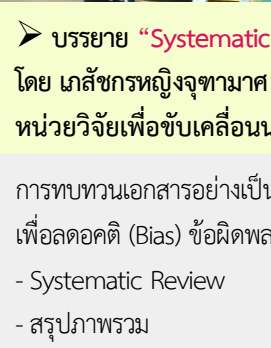 ➢ บรรยาย "Systematic
โดย เภสัชกรหญิงจุฑามาศ
หน่วยวิจัยเพื่อขับเคลื่อน
การทบทวนเอกสารอย่างเป็น
เพื่อลดอคติ (Bias) ข้อผิดพล
- Systematic Review
- สรุปภาพรวม